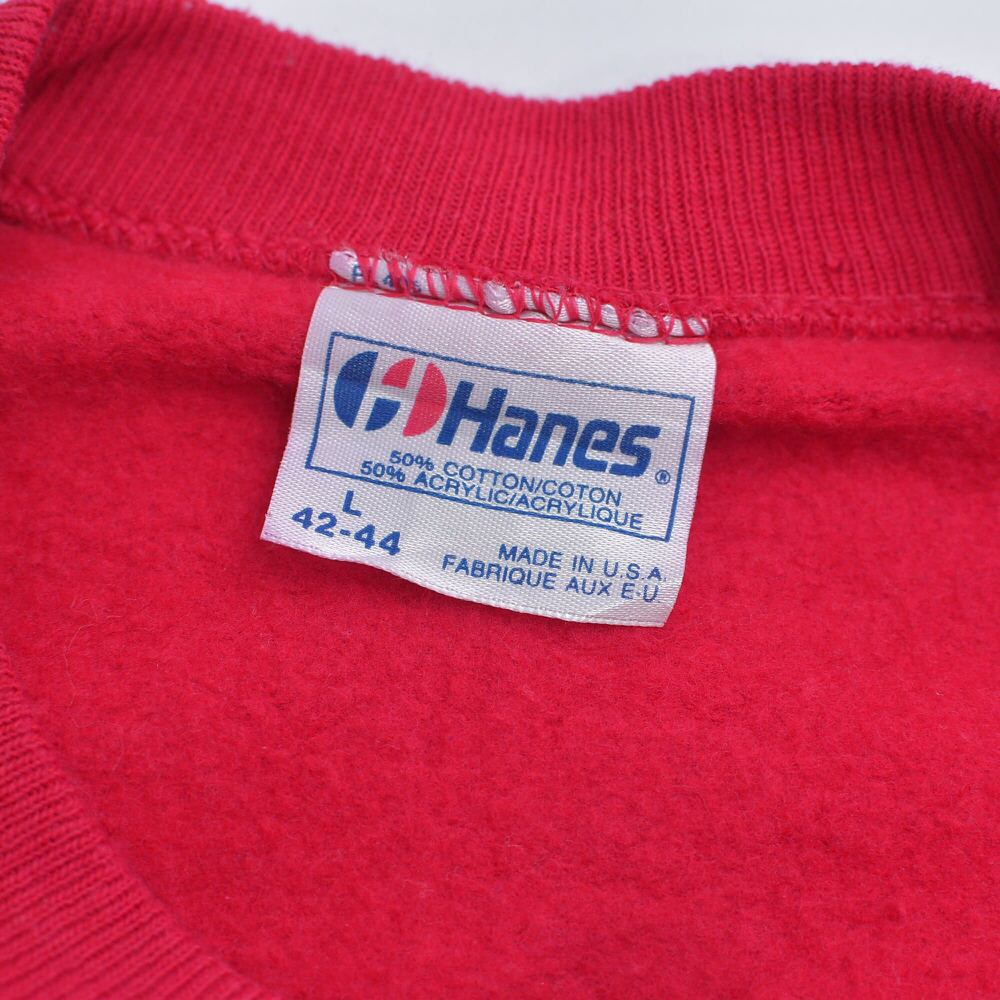 Hanes®
50% COTTON/COTON
50% ACRYLIC/ACRYLIQUE
L
42-44
MADE IN U.S.A.
FABRIQUE AUX E.U